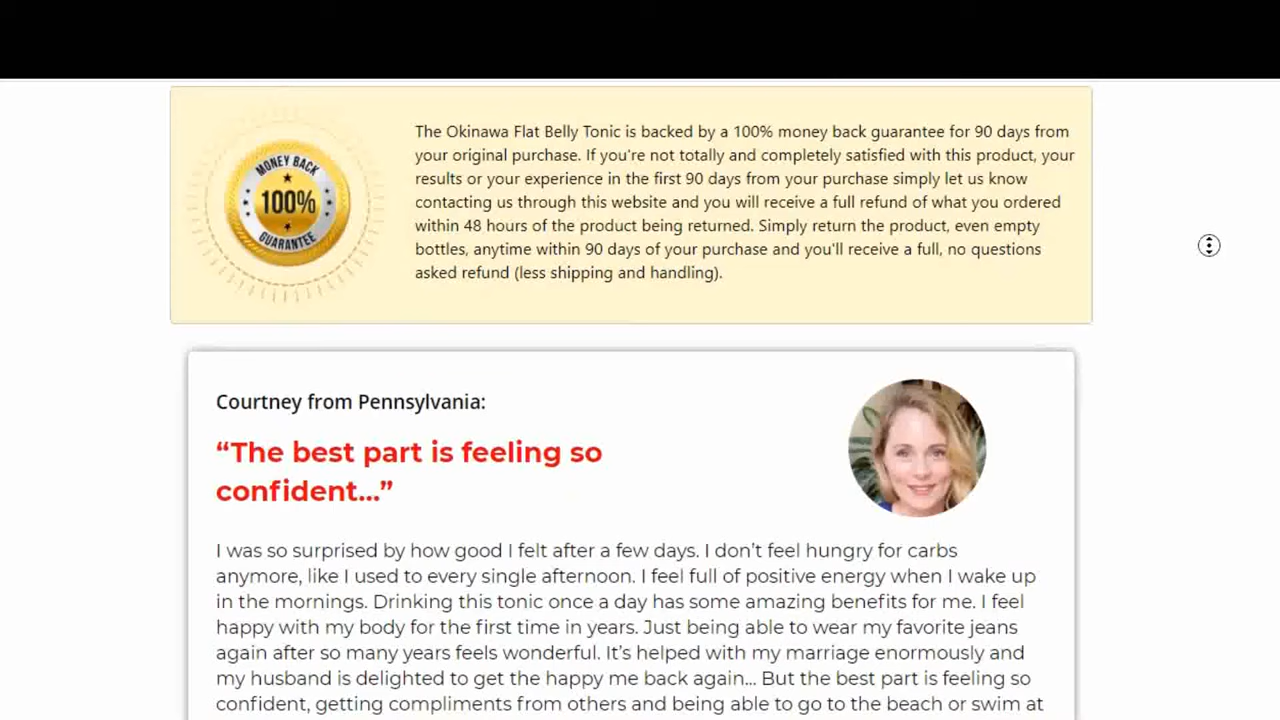 MONEY BACK
100%
GUARANTEE
The Okinawa Flat Belly Tonic is backed by a 100% money back guarantee for 90 days from
your original purchase. If you're not totally and completely satisfied with this product, your
results or your experience in the first 90 days from your purchase simply let us know
contacting us through this website and you will receive a full refund of what you ordered
within 48 hours of the product being returned. Simply return the product, even empty
bottles, anytime within 90 days of your purchase and you'll receive a full, no questions
asked refund (less shipping and handling).
Courtney from Pennsylvania:
“The best part is feeling so
confident...”
I was so surprised by how good I felt after a few days. I don’t feel hungry for carbs
anymore, like I used to every single afternoon. I feel full of positive energy when I wake up
in the mornings. Drinking this tonic once a day has some amazing benefits for me. I feel
happy with my body for the first time in years. Just being able to wear my favorite jeans
again after so many years feels wonderful. It’s helped with my marriage enormously and
my husband is delighted to get the happy me back again... But the best part is feeling so
confident, getting compliments from others and being able to go to the beach or swim at